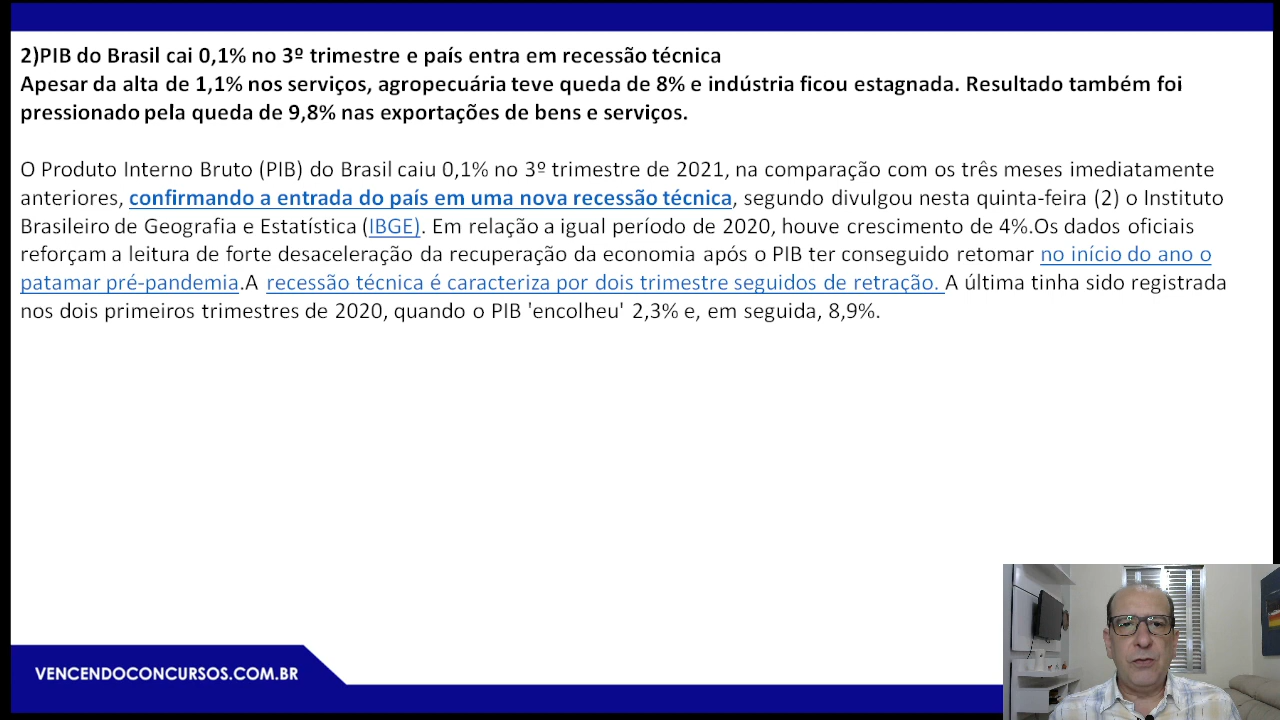 2)PIB do Brasil cai 0,1% no 3º trimestre e país entra em recessão técnica
Apesar da alta de 1,1% nos serviços, agropecuária teve queda de 8% e indústria ficou estagnada. Resultado também foi
pressionado pela queda de 9,8% nas exportações de bens e serviços.
O Produto Interno Bruto (PIB) do Brasil caiu 0,1% no 3º trimestre de 2021, na comparação com os três meses imediatamente
anteriores, confirmando a entrada do país em uma nova recessão técnica, segundo divulgou nesta quinta-feira (2) o Instituto
Brasileiro de Geografia e Estatística (IBGE). Em relação a igual período de 2020, houve crescimento de 4%.Os dados oficiais
reforçam a leitura de forte desaceleração da recuperação da economia após o PIB ter conseguido retomar no início do ano o
patamar pré-pandemia.A recessão técnica é caracteriza por dois trimestre seguidos de retração. A última tinha sido registrada
nos dois primeiros trimestres de 2020, quando o PIB 'encolheu' 2,3% e, em seguida, 8,9%.
VENCENDOCONCURSOS.COM.BR